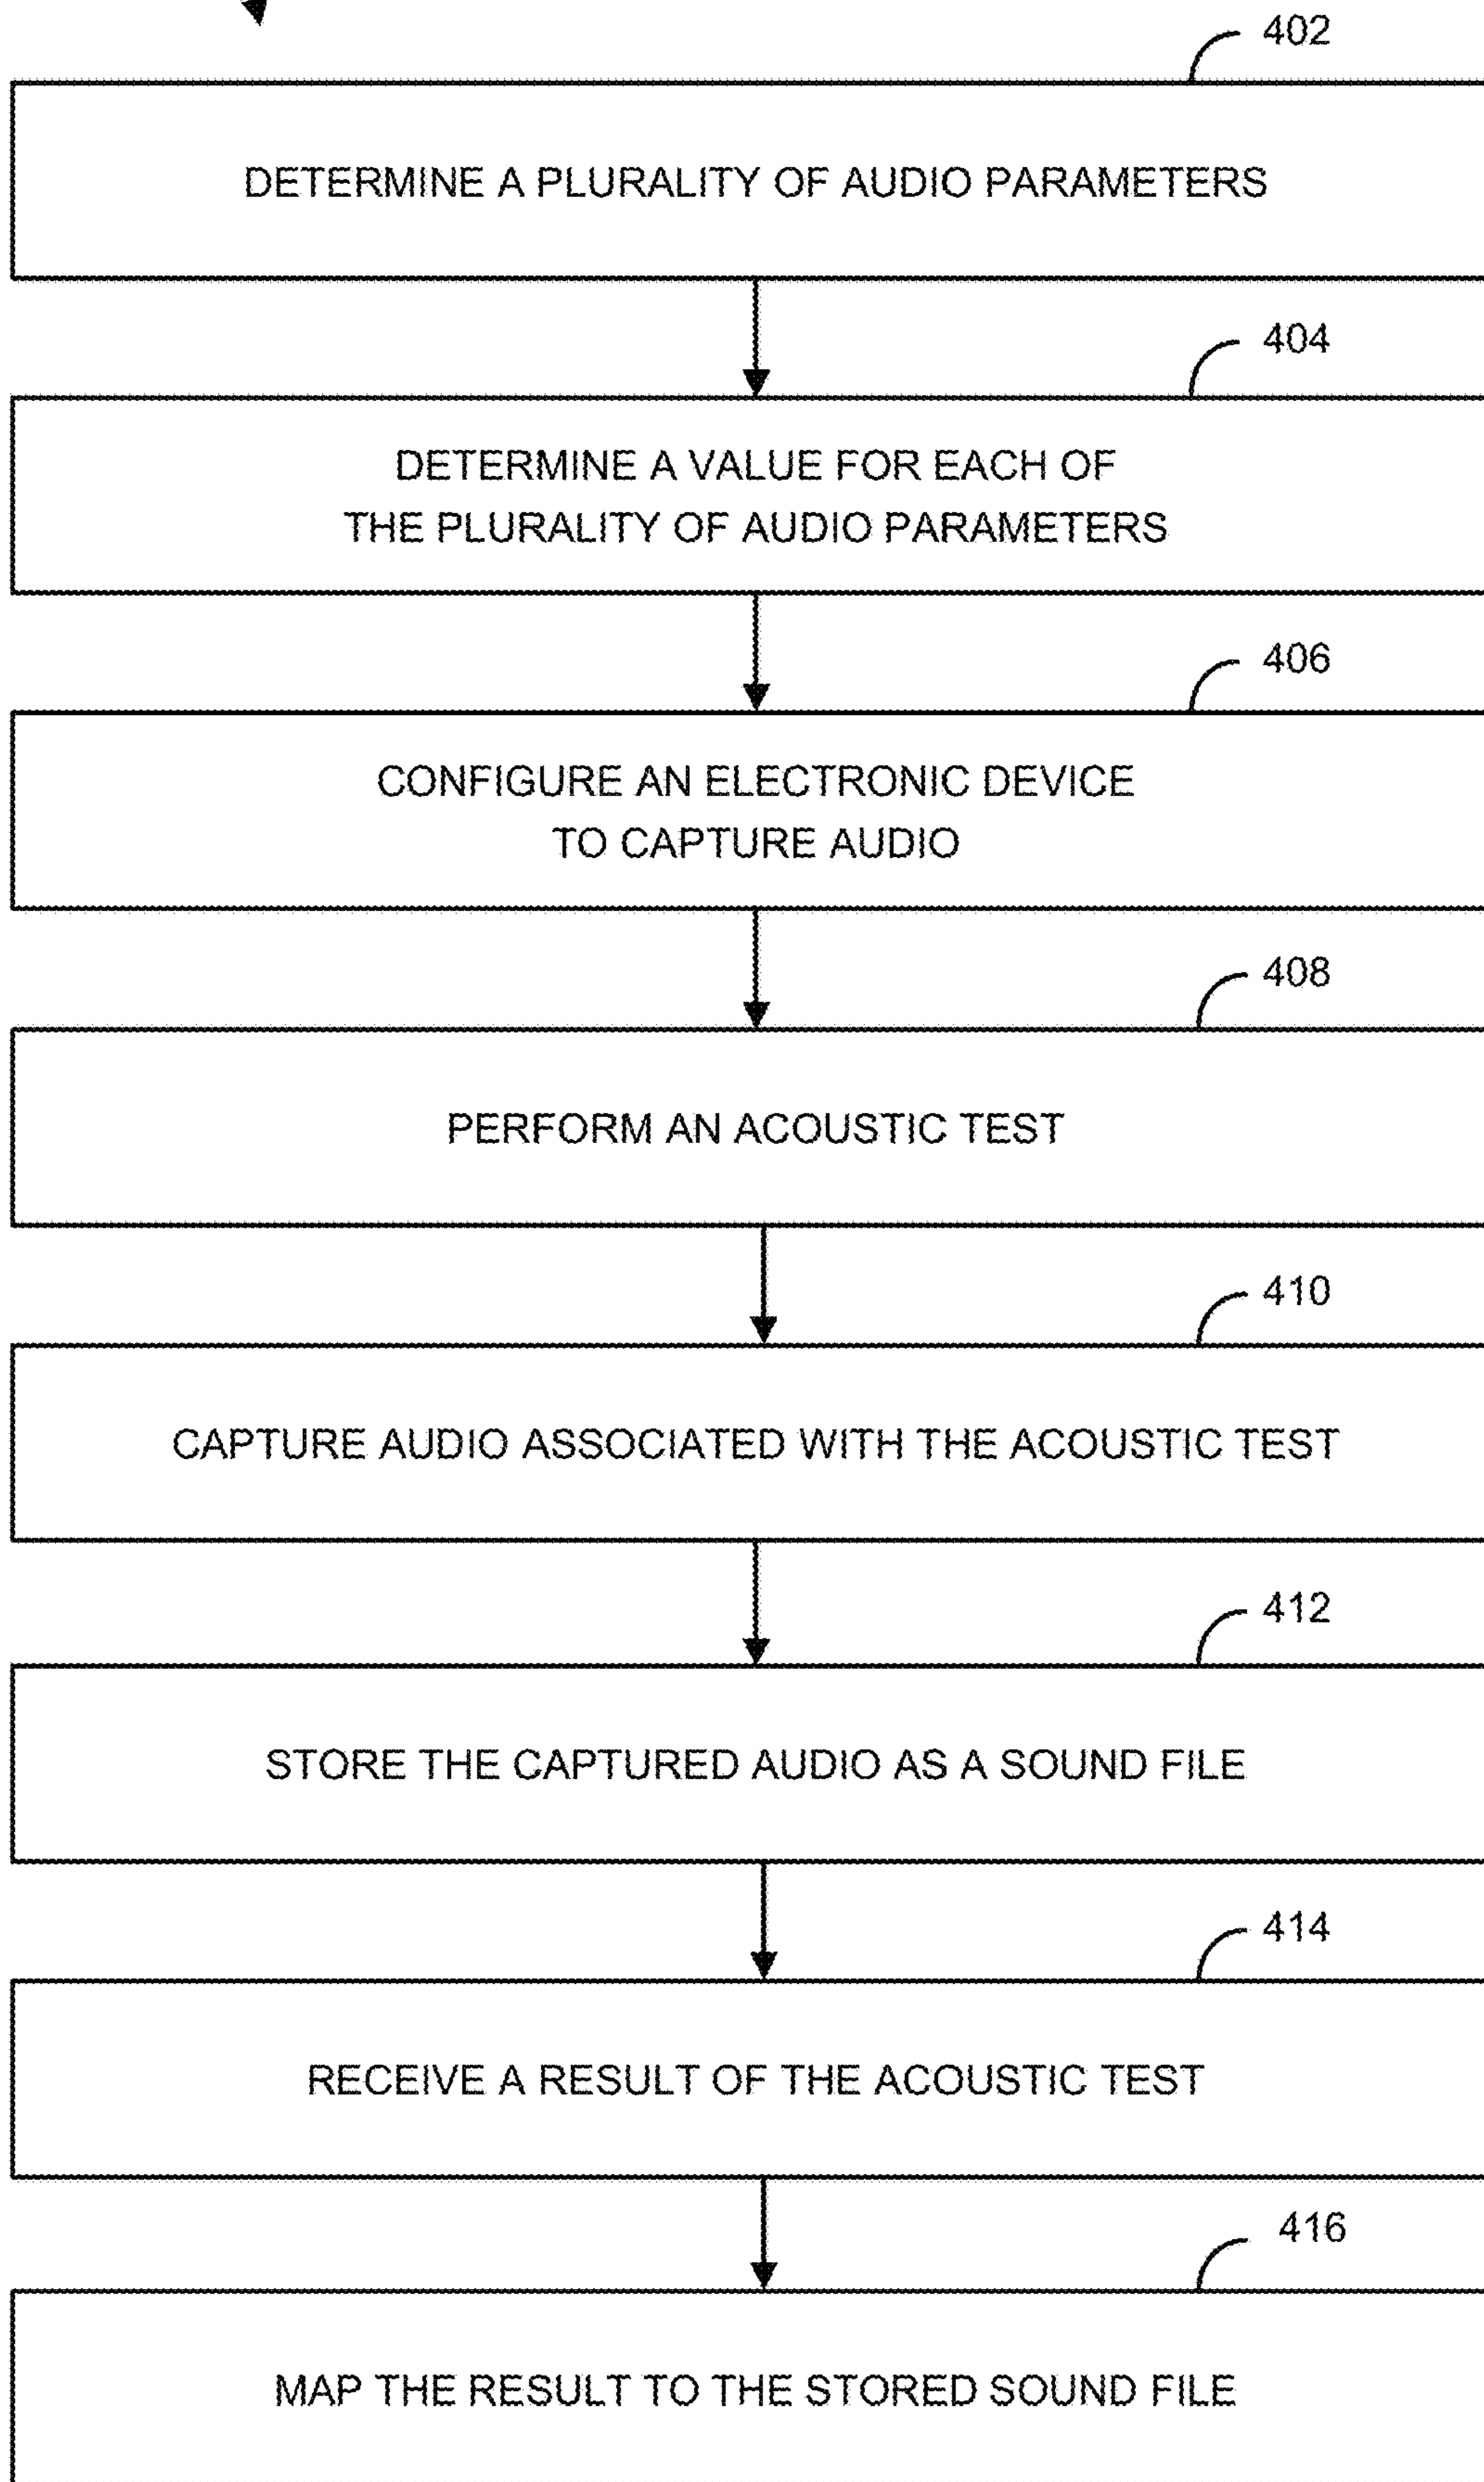 402
DETERMINE A PLURALITY OF AUDIO PARAMETERS
404
DETERMINE A VALUE FOR EACH OF
THE PLURALITY OF AUDIO PARAMETERS
406
CONFIGURE AN ELECTRONIC DEVICE
TO CAPTURE AUDIO
408
PERFORM AN ACOUSTIC TEST
410
CAPTURE AUDIO ASSOCIATED WITH THE ACOUSTIC TEST
412
STORE THE CAPTURED AUDIO AS A SOUND FILE
414
RECEIVE A RESULT OF THE ACOUSTIC TEST
416
MAP THE RESULT TO THE STORED SOUND FILE